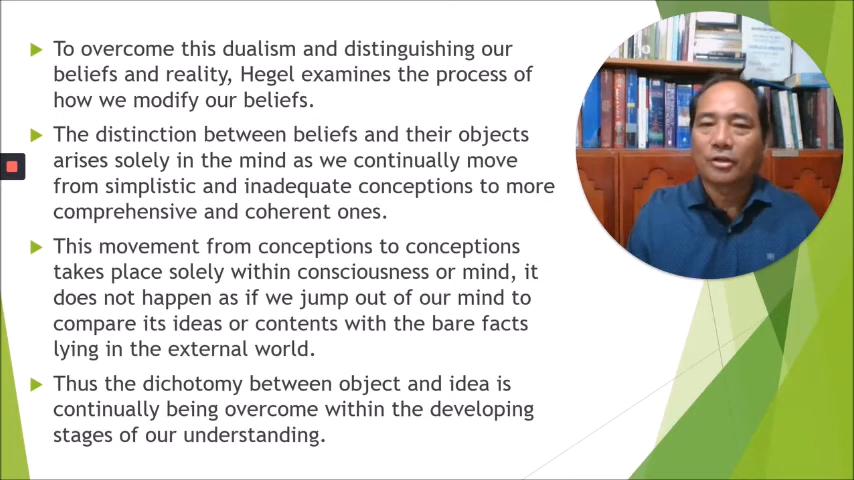 To overcome this dualism and distinguishing our
beliefs and reality, Hegel examines the process of
how we modify our beliefs.
The distinction between beliefs and their objects
arises solely in the mind as we continually move
from simplistic and inadequate conceptions to more
comprehensive and coherent ones.
This movement from conceptions to conceptions
takes place solely within consciousness or mind, it
does not happen as if we jump out of our mind to
compare its ideas or contents with the bare facts
lying in the external world.
Thus the dichotomy between object and idea is
continually being overcome within the developing
stages of our understanding.